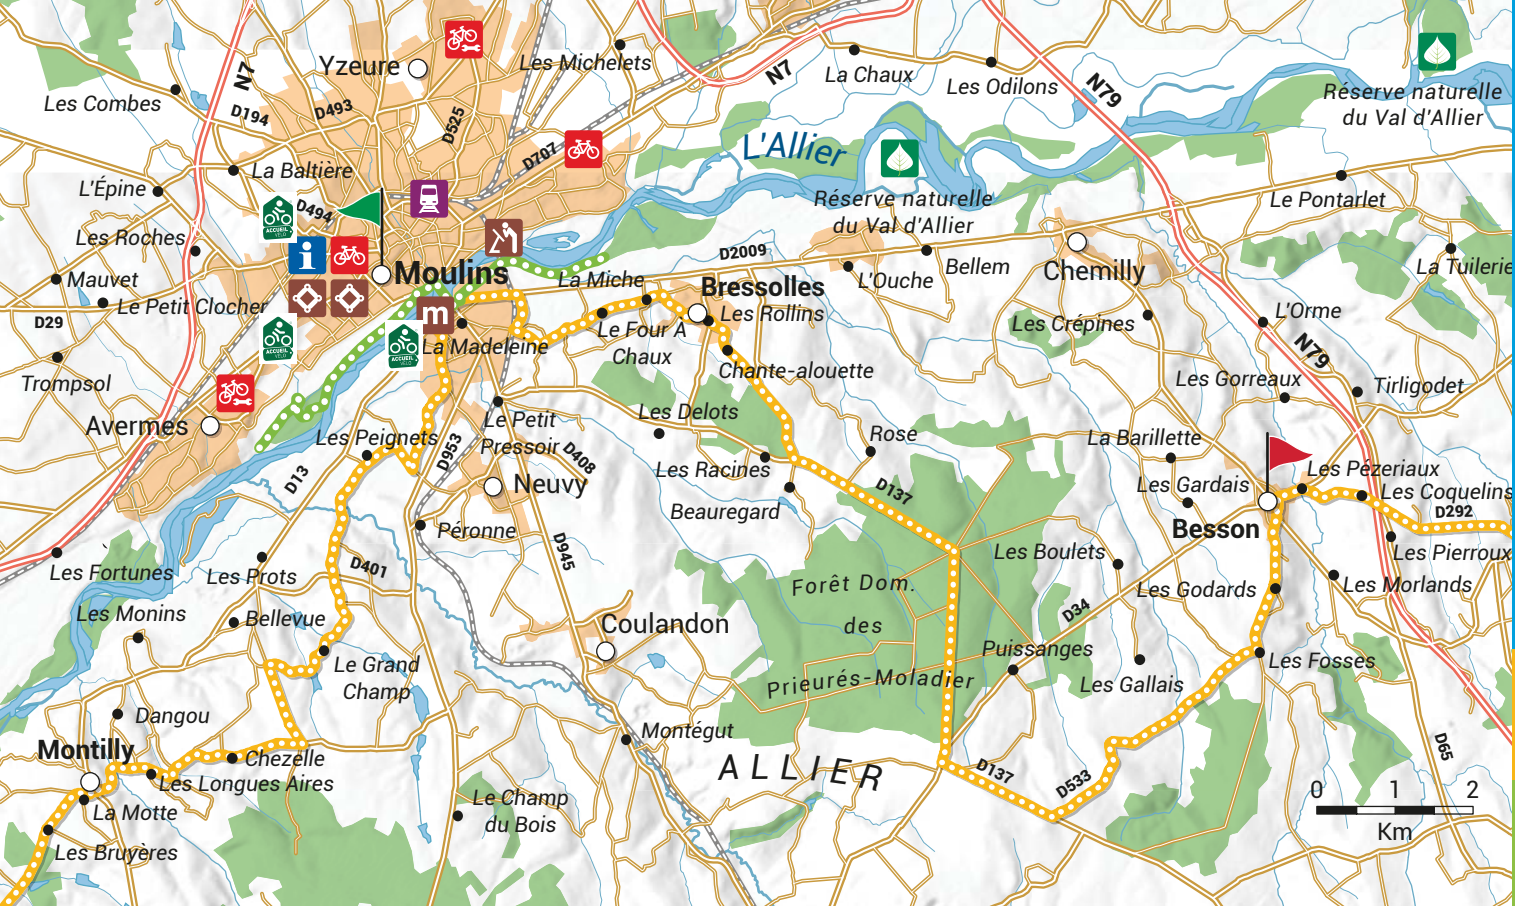 Yzeure
Les Michelets
N7
La Chaux
Les Odilons
N79
Réserve naturelle
du Val d'Allier
Les Combes
N7
D194
D493
D525
D707
L'Allier
La Baltière
L'Épine
D494
ACCUEIL
VÉLO
Réserve naturelle
du Val d'Allier
Le Pontarlet
Les Roches
i
Moulins
La Miche
D2009
Bellem
Chemilly
La Tuilerie
Mauvet
Le Petit Clocher
L'Ouche
Bressolles
Les Rollins
D29
m
La Madeleine
ACCUEIL
VÉLO
ACCUEIL
VÉLO
Le Four À
Chaux
Les Crépines
L'Orme
N79
Trompsol
Chante-alouette
Les Gorreaux
Tirligodet
Avermes
Les Peignets
Le Petit
Pressoir
Les Delots
Rose
La Barillette
D13
D953
D408
Les Racines
Les Pézeriaux
Neuvy
D137
Les Gardais
Les Coquelins
D292
Beauregard
Besson
Péronne
Les Pierroux
Les Fortunes
Les Prots
D401
D945
Les Boulets
Forêt Dom.
des
Prieurés-Moladier
Les Godards
Les Morlands
Les Monins
Bellevue
Coulandon
D34
Puissanges
Le Grand
Champ
Les Fosses
Les Gallais
Dangou
Montégut
D65
Montilly
Chezelle
Les Longues Aires
ALLIER
D137
D533
La Motte
Le Champ
du Bois
0 1 2
Km
Les Bruyères